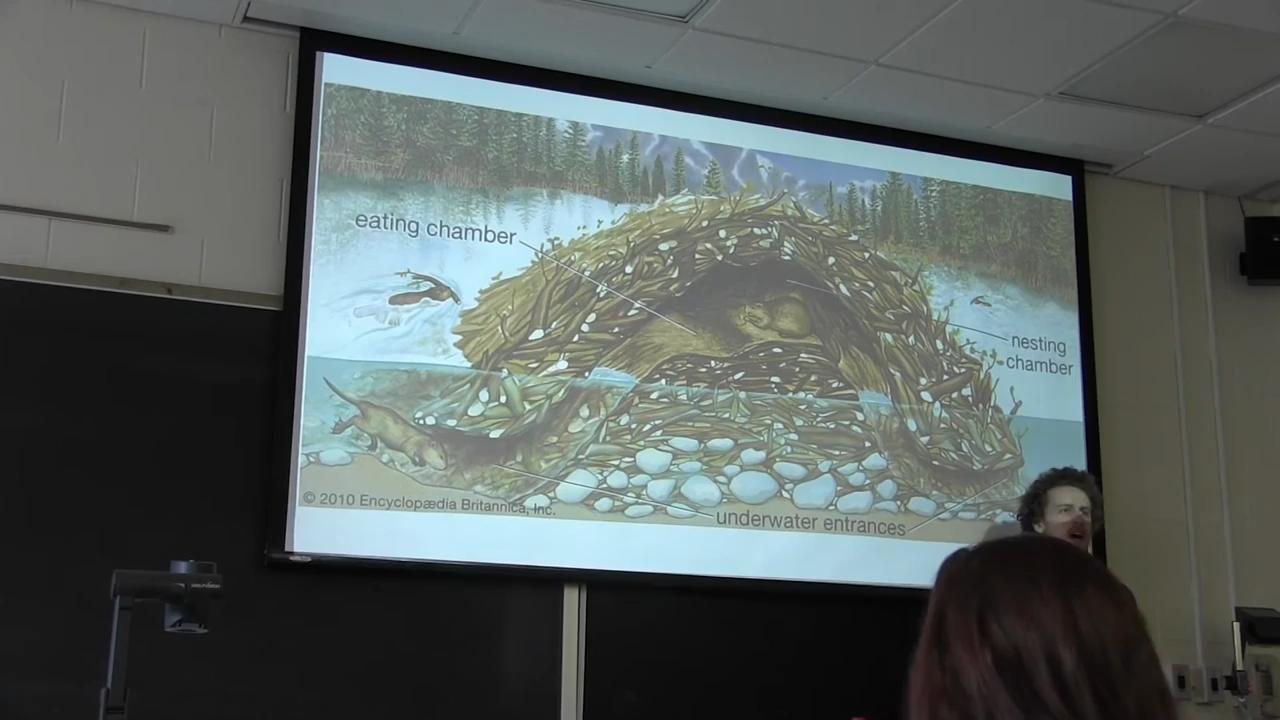 eating chamber
nesting
chamber
© 2010 Encyclopædia Britannica, Inc.
underwater entrances